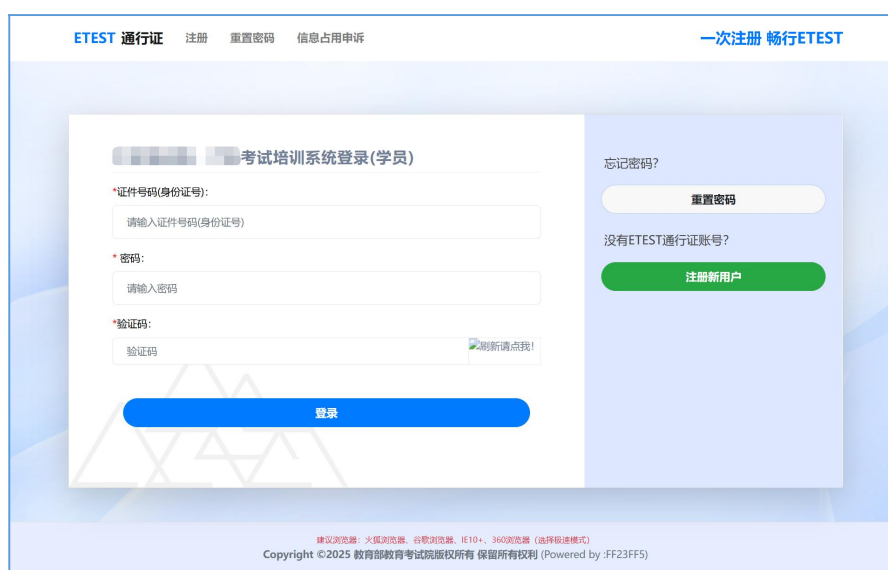 ETEST 通行证 注册 重置密码 信息占用申诉 一次注册 畅行ETEST
考试培训系统登录(学员)
*证件号码(身份证号):
请输入证件号码(身份证号)
* 密码:
请输入密码
*验证码:
验证码 刷新请点我!
登录
忘记密码?
重置密码
没有ETEST通行证账号?
注册新用户
建议浏览器: 火狐浏览器、谷歌浏览器、IE10+、360浏览器 (选择极速模式)
Copyright ©2025 教育部教育考试院版权所有 保留所有权利 (Powered by :FF23FF5)